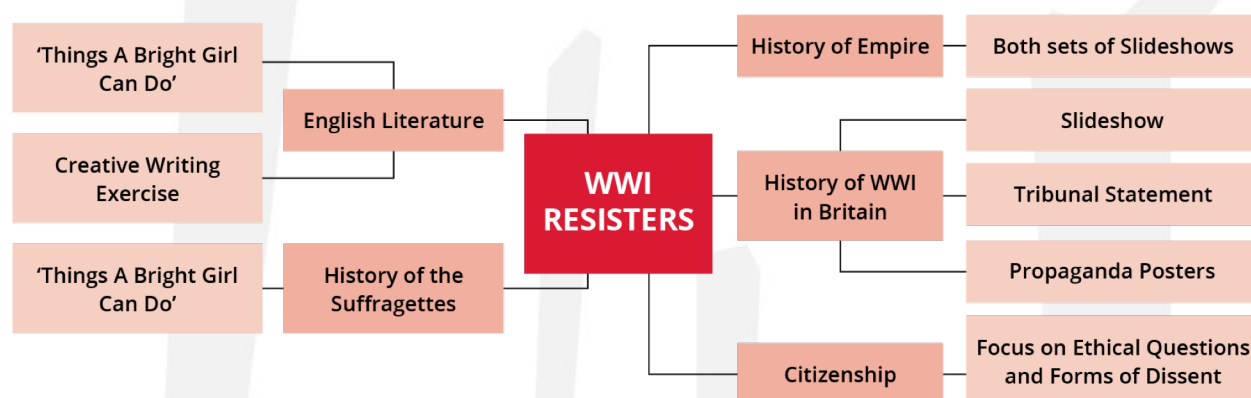 ‘Things A Bright Girl
Can Do’
English Literature
Creative Writing
Exercise
‘Things A Bright Girl
Can Do’
History of the
Suffragettes
WWI
RESISTERS
History of Empire
Both sets of Slideshows
History of WWI
in Britain
Slideshow
Tribunal Statement
Propaganda Posters
Citizenship
Focus on Ethical Questions
and Forms of Dissent